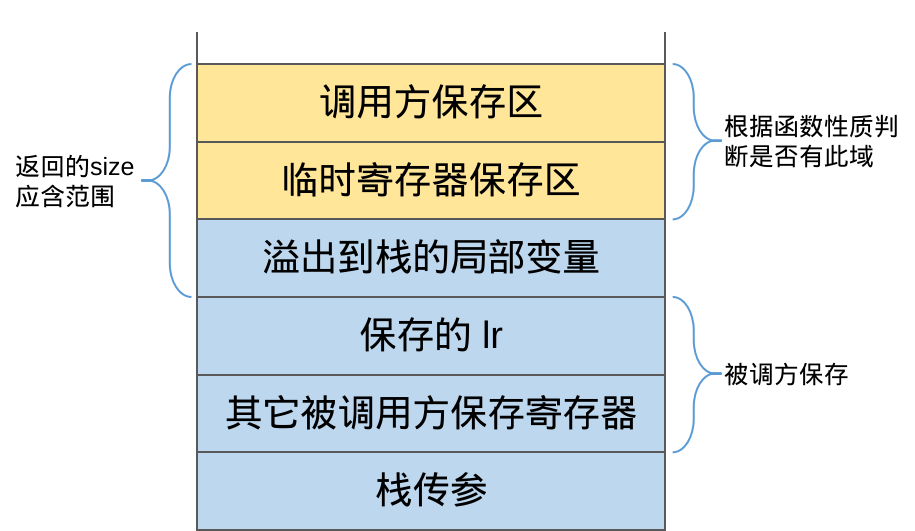 调用方保存区
临时寄存器保存区
溢出到栈的局部变量
保存的 lr
其它被调用方保存寄存器
栈传参
返回的size
应含范围
根据函数性质判
断是否有此域
被调方保存